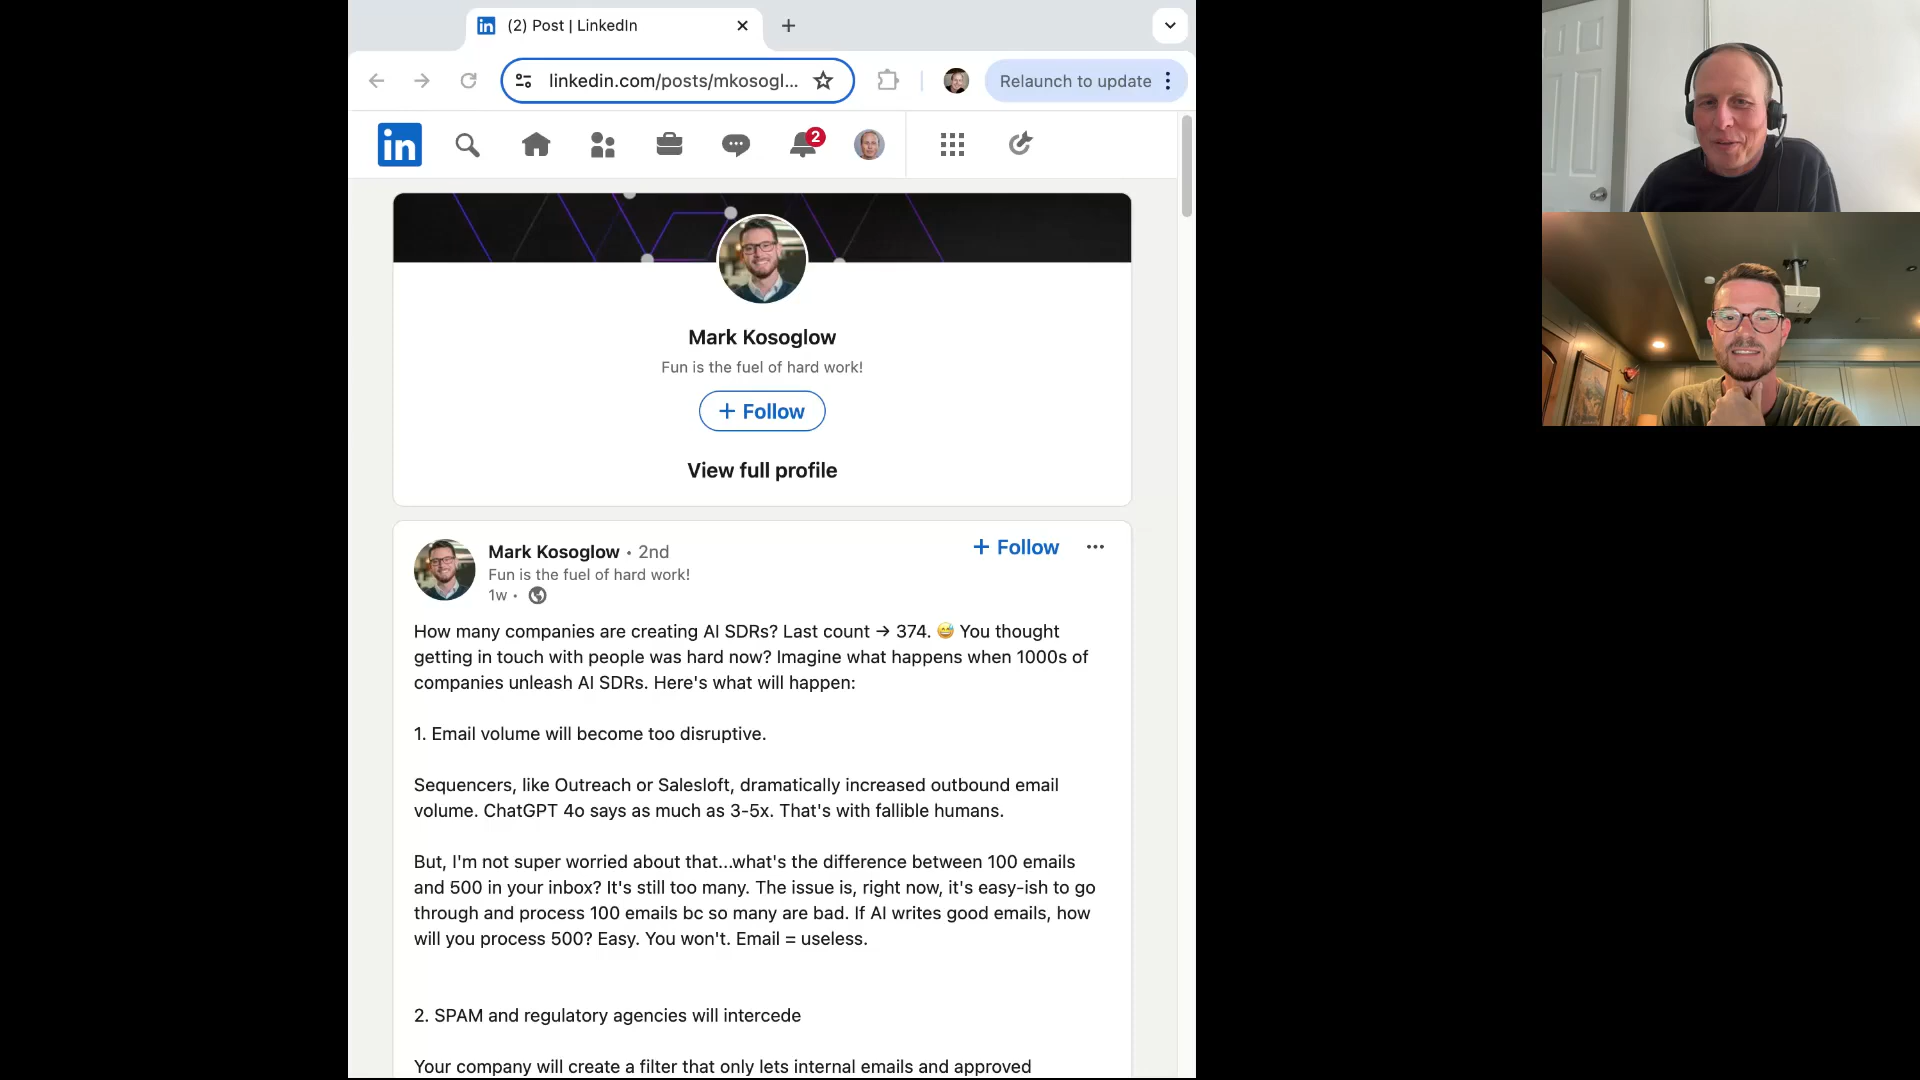 (2) Post | LinkedIn
linkedin.com/posts/mkosogl...
Relaunch to update
in
2
Mark Kosoglow
Fun is the fuel of hard work!
+ Follow
View full profile
Mark Kosoglow • 2nd
+ Follow
Fun is the fuel of hard work!
1w •
How many companies are creating AI SDRs? Last count → 374. 😅 You thought
getting in touch with people was hard now? Imagine what happens when 1000s of
companies unleash AI SDRs. Here's what will happen:
1. Email volume will become too disruptive.
Sequencers, like Outreach or Salesloft, dramatically increased outbound email
volume. ChatGPT 4o says as much as 3-5x. That's with fallible humans.
But, I'm not super worried about that...what's the difference between 100 emails
and 500 in your inbox? It's still too many. The issue is, right now, it's easy-ish to go
through and process 100 emails bc so many are bad. If AI writes good emails, how
will you process 500? Easy. You won't. Email = useless.
2. SPAM and regulatory agencies will intercede
Your company will create a filter that only lets internal emails and approved